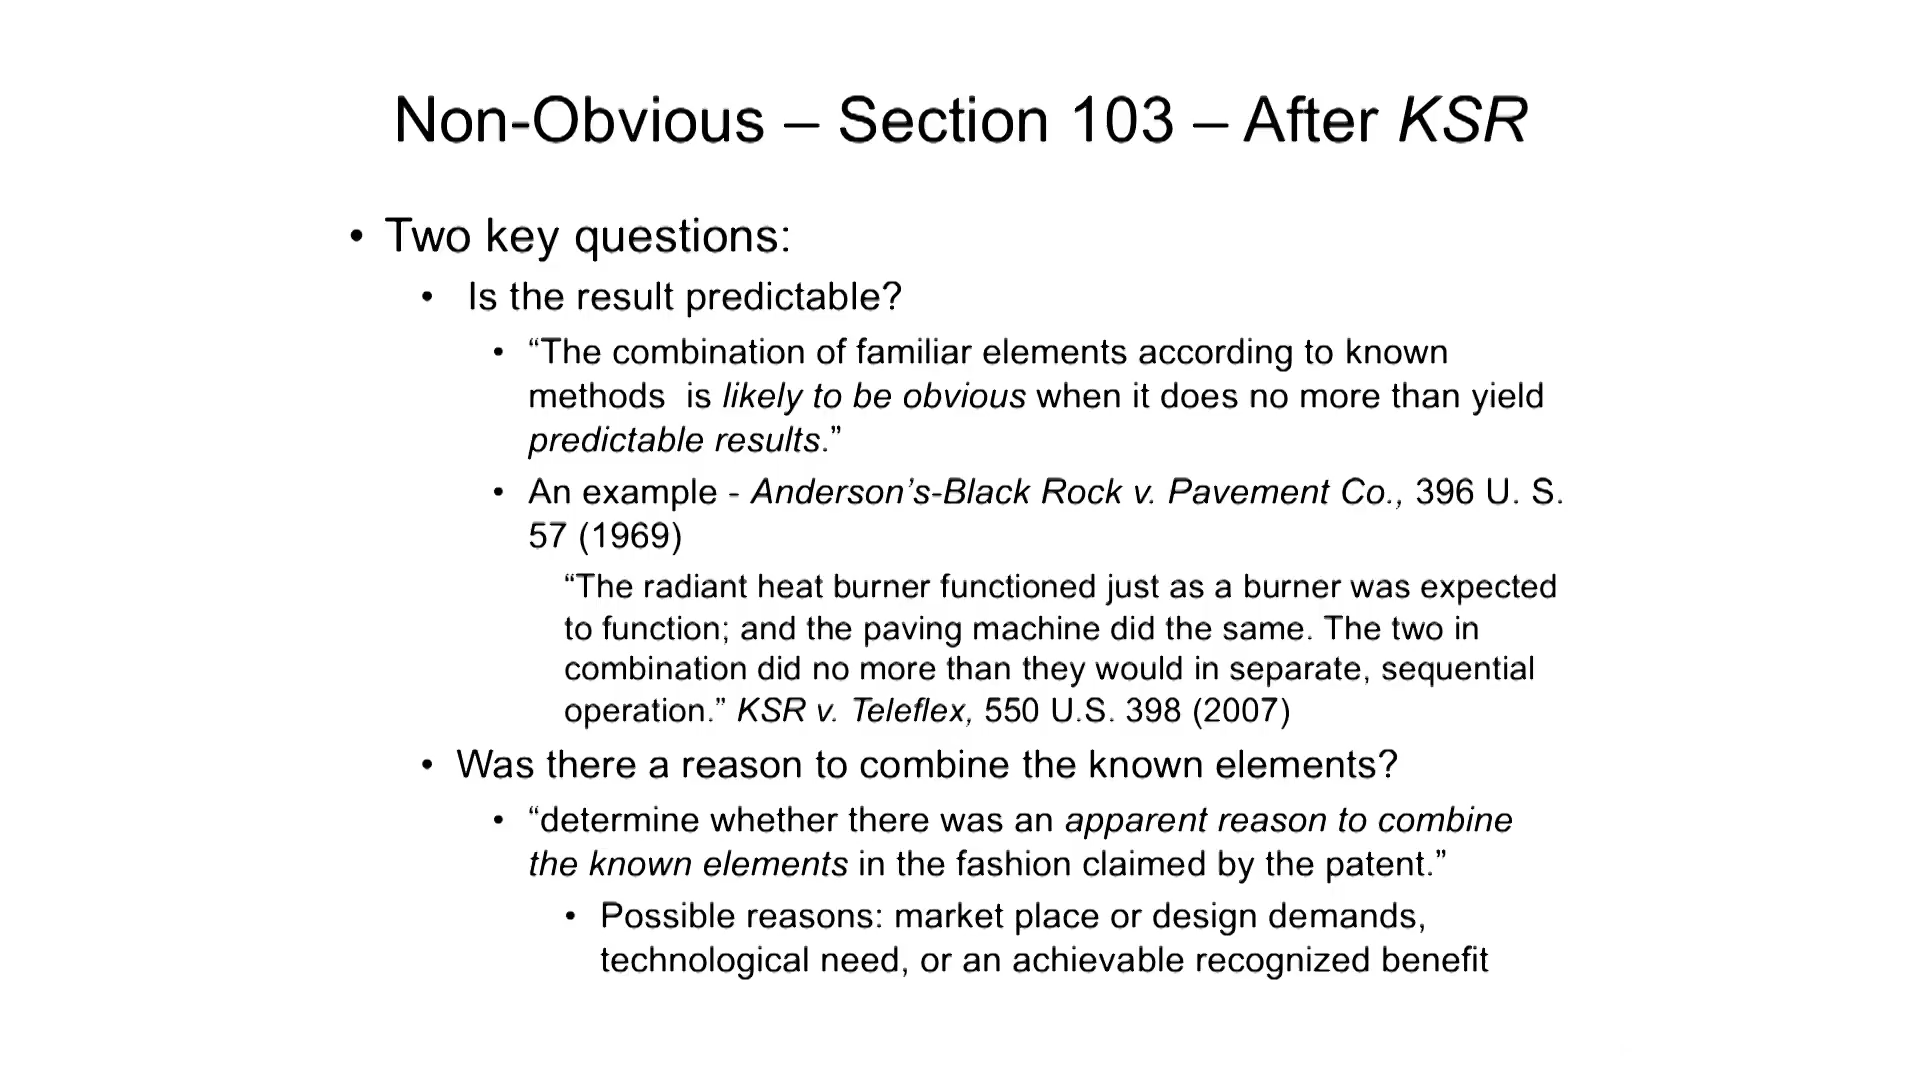 Non-Obvious – Section 103 – After KSR
• Two key questions:
• Is the result predictable?
• “The combination of familiar elements according to known
methods  is likely to be obvious when it does no more than yield
predictable results.”
• An example - Anderson’s-Black Rock v. Pavement Co., 396 U. S.
57 (1969)
“The radiant heat burner functioned just as a burner was expected
to function; and the paving machine did the same. The two in
combination did no more than they would in separate, sequential
operation.” KSR v. Teleflex, 550 U.S. 398 (2007)
• Was there a reason to combine the known elements?
• “determine whether there was an apparent reason to combine
the known elements in the fashion claimed by the patent.”
• Possible reasons: market place or design demands,
technological need, or an achievable recognized benefit